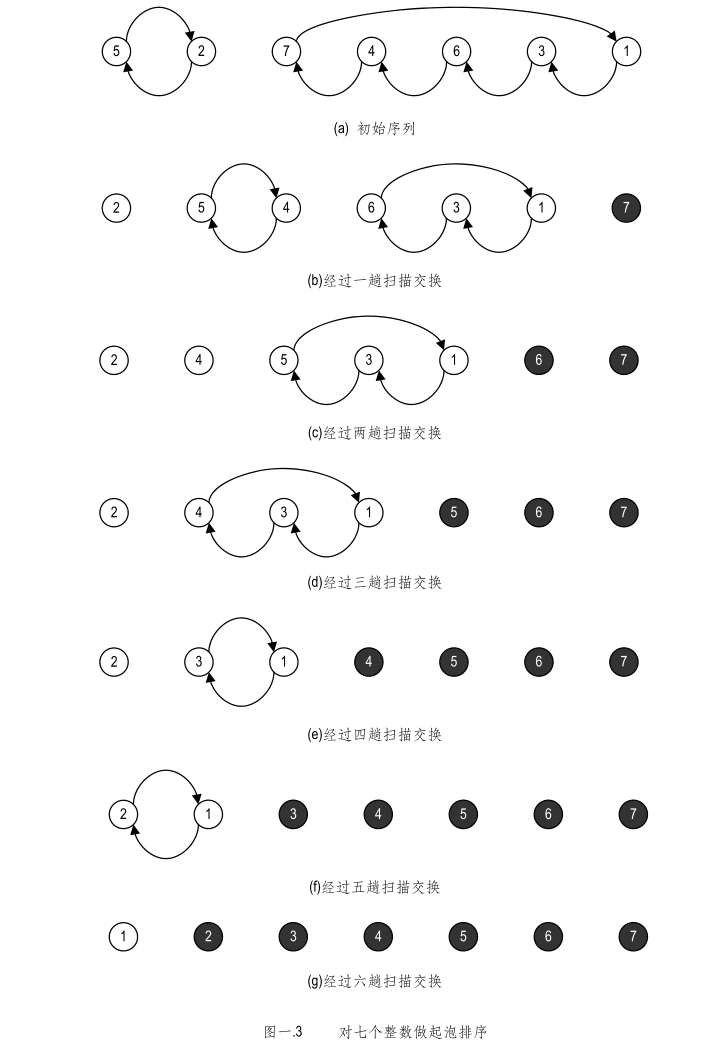 5 2 7 4 6 3 1
(a) 初始序列
2 5 4 6 3 1 7
(b)经过一趟扫描交换
2 4 5 3 1 6 7
(c)经过两趟扫描交换
2 4 3 1 5 6 7
(d)经过三趟扫描交换
2 3 1 4 5 6 7
(e)经过四趟扫描交换
2 1 3 4 5 6 7
(f)经过五趟扫描交换
1 2 3 4 5 6 7
(g)经过六趟扫描交换
图一.3 对七个整数做起泡排序